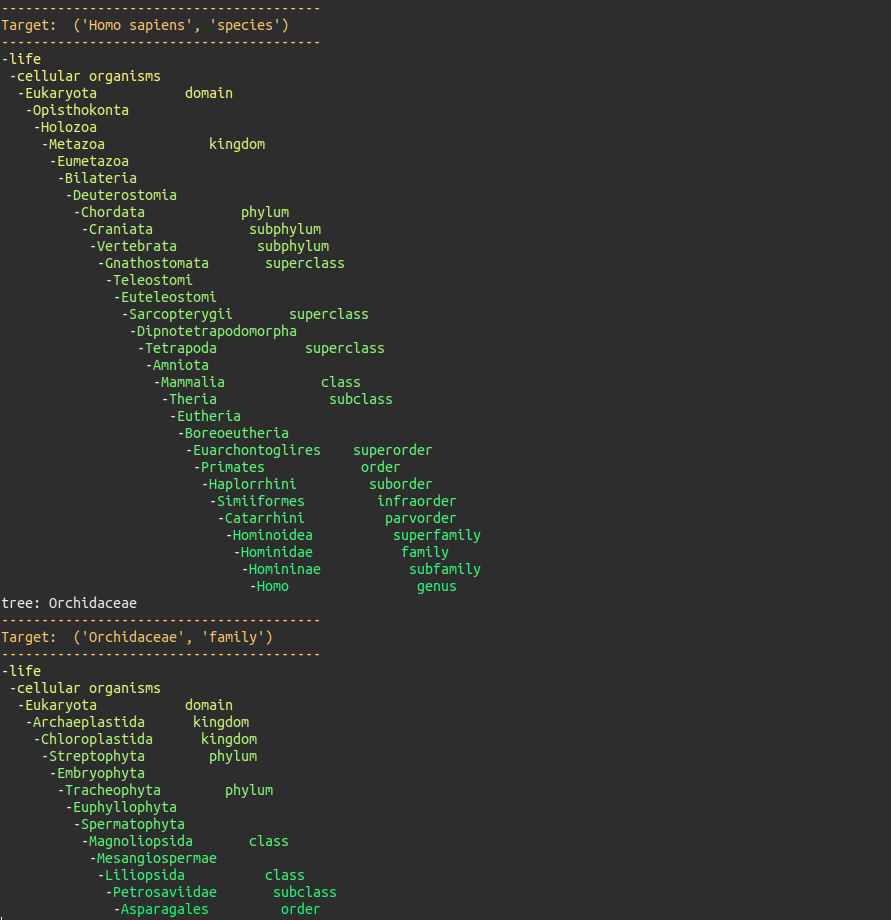 ----------------------------------------
Target:  ('Homo sapiens', 'species')
----------------------------------------
-life
 -cellular organisms
  -Eukaryota           domain
   -Opisthokonta
    -Holozoa
     -Metazoa             kingdom
      -Eumetazoa
       -Bilateria
        -Deuterostomia
         -Chordata            phylum
          -Craniata            subphylum
           -Vertebrata          subphylum
            -Gnathostomata       superclass
             -Teleostomi
              -Euteleostomi
               -Sarcopterygii       superclass
                -Dipnotetrapodomorpha
                 -Tetrapoda           superclass
                  -Amniota
                   -Mammalia            class
                    -Theria              subclass
                     -Eutheria
                      -Boreoeutheria
                       -Euarchontoglires    superorder
                        -Primates            order
                         -Haplorrhini         suborder
                          -Simiiformes         infraorder
                           -Catarrhini          parvorder
                            -Hominoidea          superfamily
                             -Hominidae           family
                              -Homininae           subfamily
                               -Homo                genus
tree: Orchidaceae
----------------------------------------
Target:  ('Orchidaceae', 'family')
----------------------------------------
-life
 -cellular organisms
  -Eukaryota           domain
   -Archaeplastida      kingdom
    -Chloroplastida      kingdom
     -Streptophyta        phylum
      -Embryophyta
       -Tracheophyta        phylum
        -Euphyllophyta
         -Spermatophyta
          -Magnoliopsida       class
           -Mesangiospermae
            -Liliopsida          class
             -Petrosaviidae       subclass
              -Asparagales         order